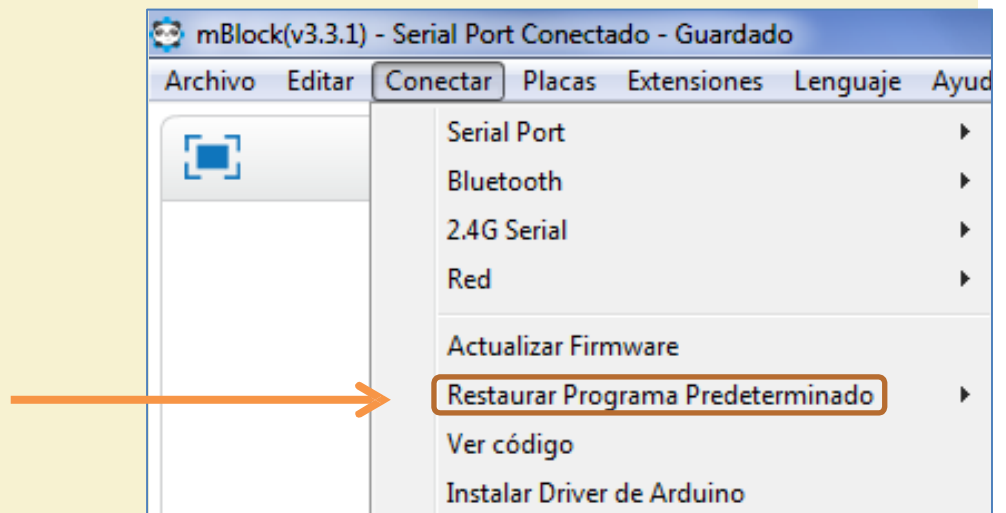 mBlock(v3.3.1) - Serial Port Conectado - Guardado
Archivo Editar Conectar Placas Extensiones Lenguaje Ayud
Serial Port
Bluetooth
2.4G Serial
Red
Actualizar Firmware
Restaurar Programa Predeterminado
Ver código
Instalar Driver de Arduino